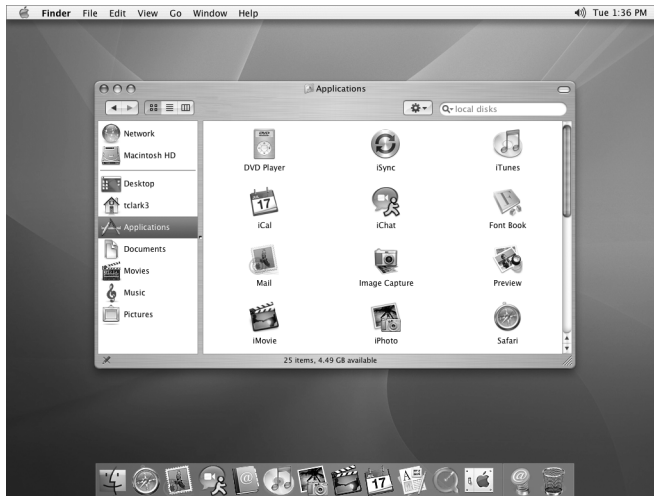 Finder File Edit View Go Window Help Tue 1:36 PM
Applications
local disks
Network
Macintosh HD
Desktop
tclark3
Applications
Documents
Movies
Music
Pictures
DVD Player iSync iTunes
17
iCal iChat Font Book
Mail Image Capture Preview
iMovie iPhoto Safari
25 items, 4.49 GB available
@ 17 @